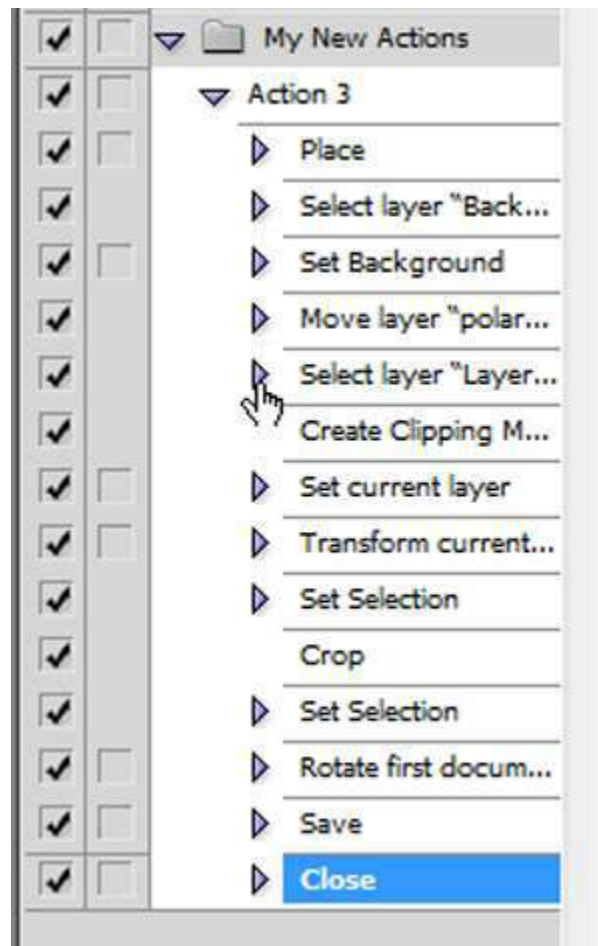 My New Actions
Action 3
Place
Select layer "Back...
Set Background
Move layer "polar...
Select layer "Layer...
Create Clipping M...
Set current layer
Transform current...
Set Selection
Crop
Set Selection
Rotate first docum...
Save
Close